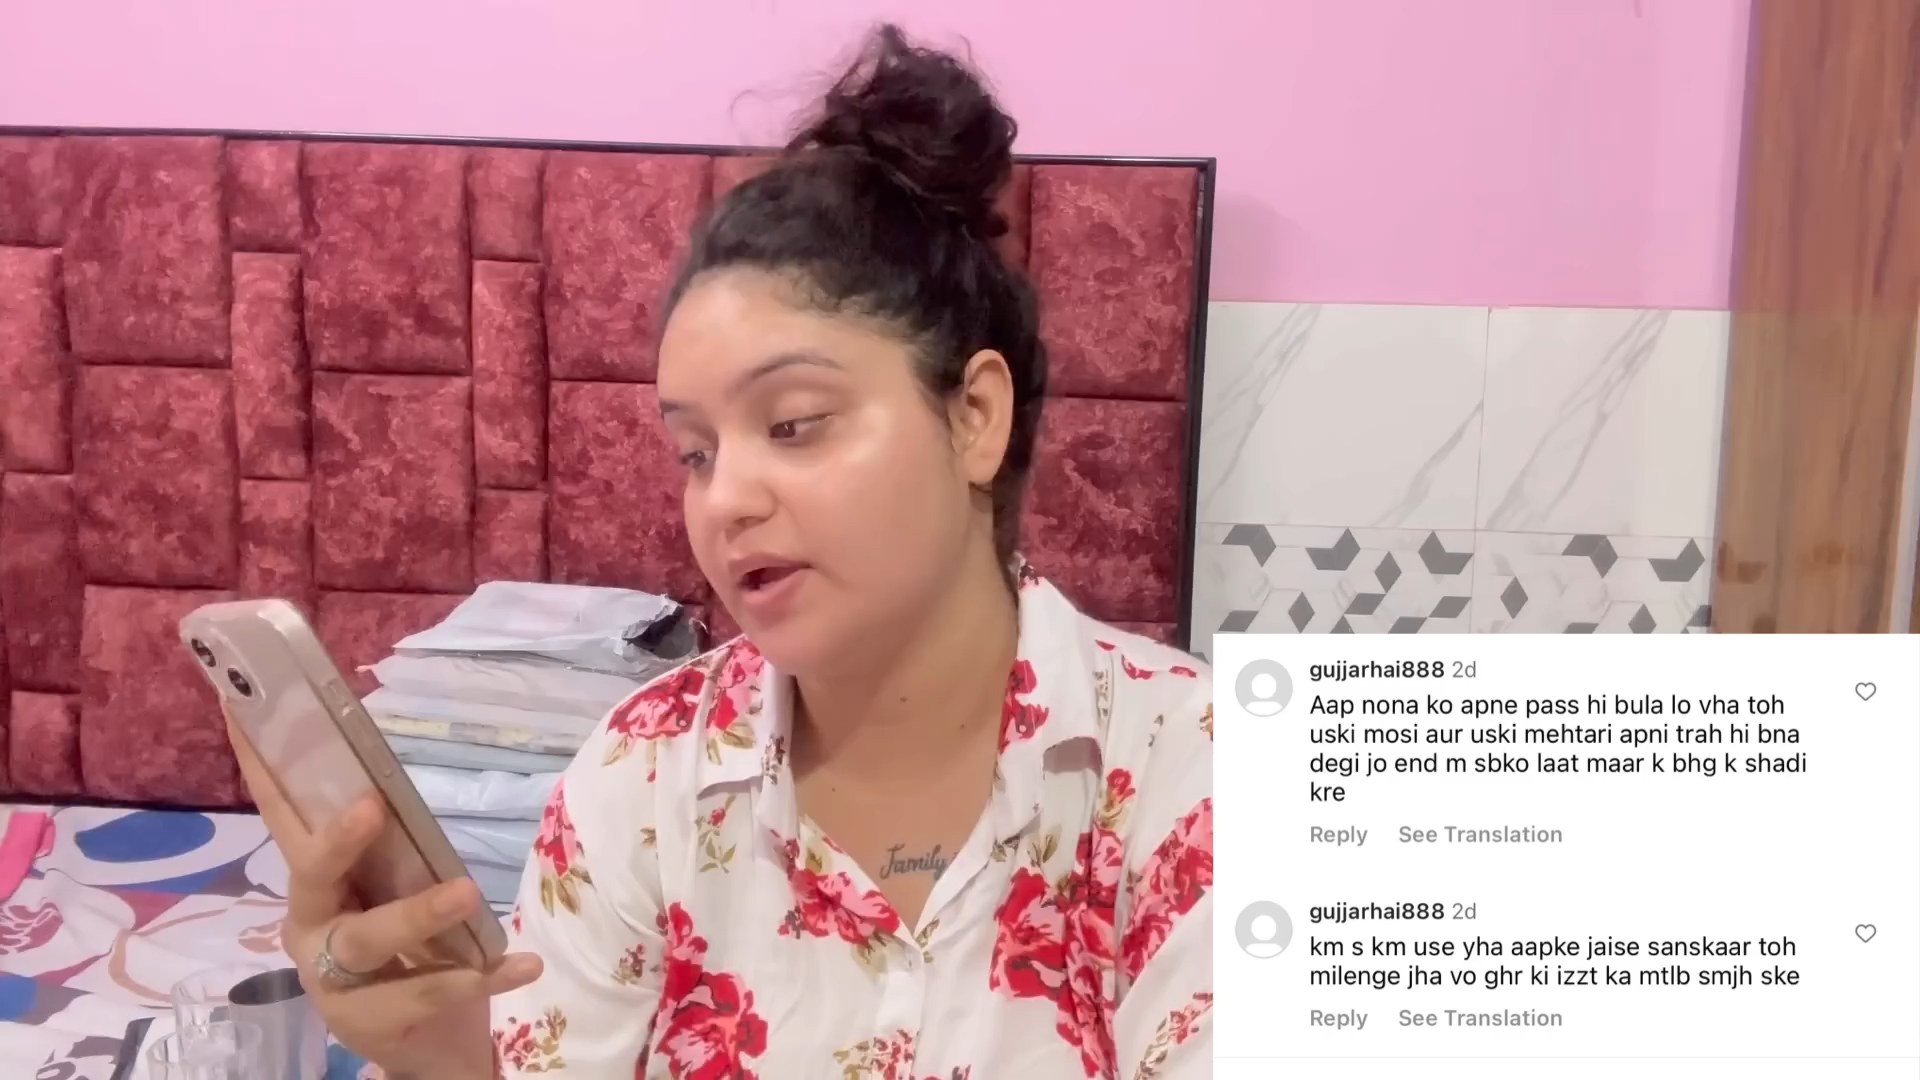 Family
gujjarhai888 2d
Aap nona ko apne pass hi bula lo vha toh
uski mosi aur uski mehtari apni trah hi bna
degi jo end m sbko laat maar k bhg k shadi
kre
Reply See Translation
gujjarhai888 2d
km s km use yha aapke jaise sanskaar toh
milenge jha vo ghr ki izzt ka mtlb smjh ske
Reply See Translation